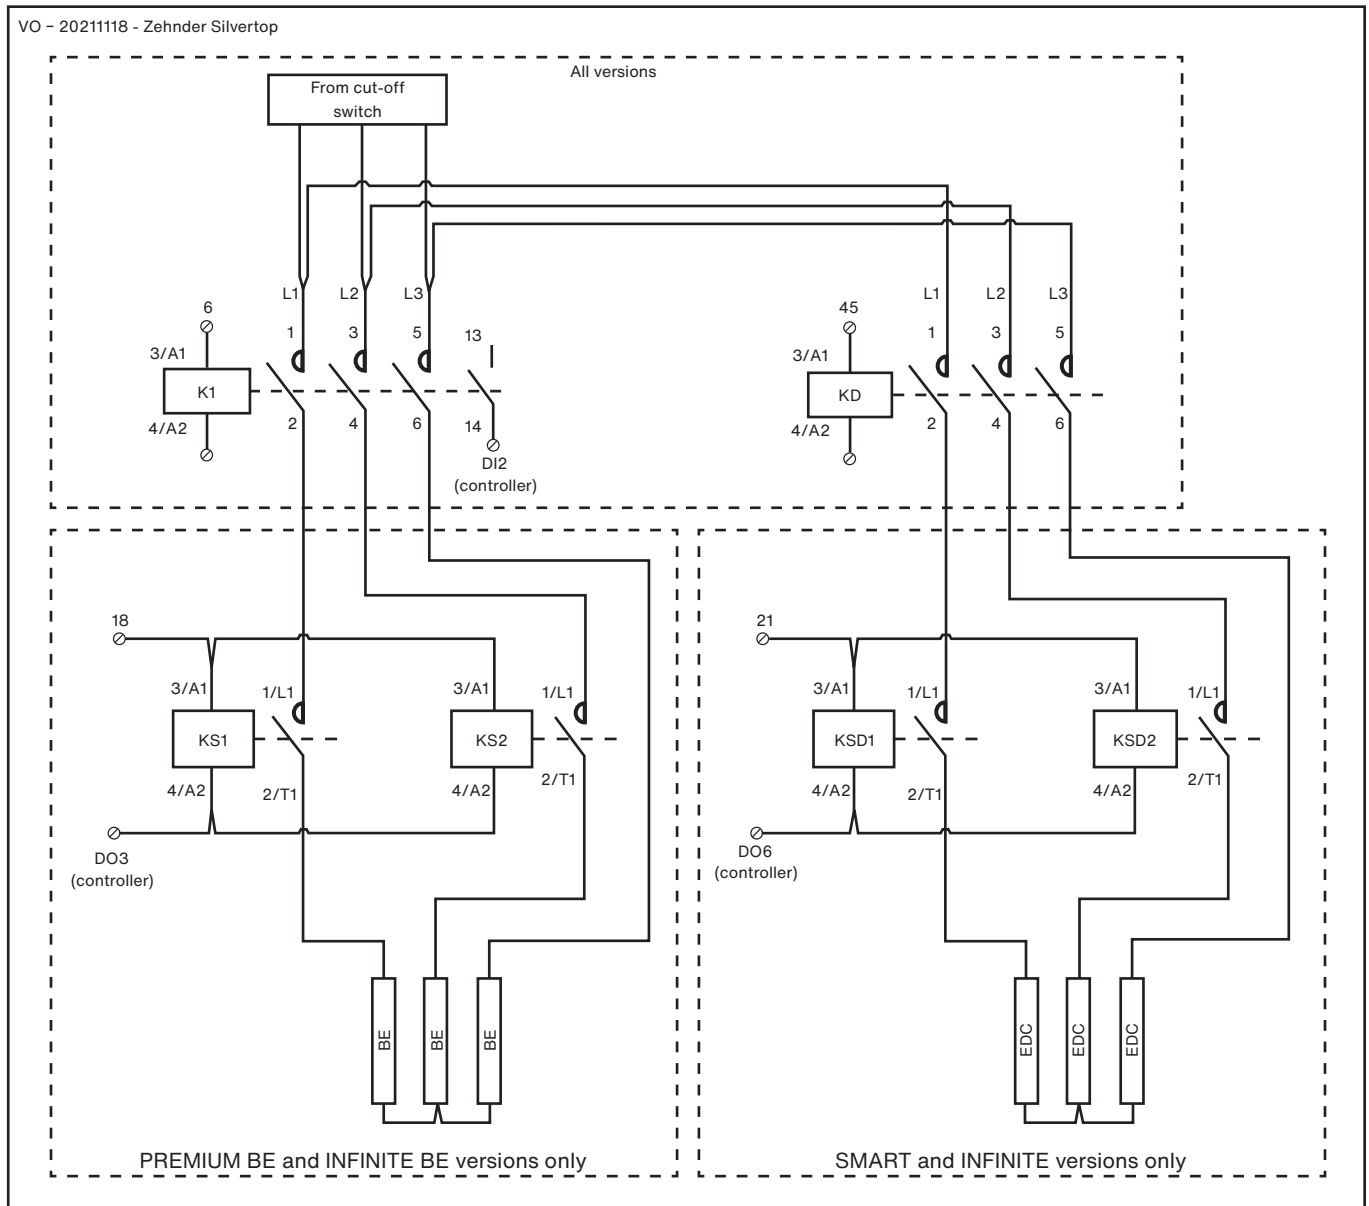 VO – 20211118 - Zehnder Silvertop
All versions
From cut-off
switch
L1
L2
L3
L1
L2
L3
6
1
3
5
13
45
1
3
5
3/A1
3/A1
K1
KD
4/A2
2
4
6
14
4/A2
2
4
6
DI2
(controller)
18
21
3/A1
1/L1
3/A1
1/L1
3/A1
1/L1
3/A1
1/L1
KS1
KS2
KSD1
KSD2
4/A2
2/T1
4/A2
2/T1
4/A2
2/T1
4/A2
2/T1
DO3
(controller)
DO6
(controller)
BE
BE
BE
EDC
EDC
EDC
PREMIUM BE and INFINITE BE versions only
SMART and INFINITE versions only